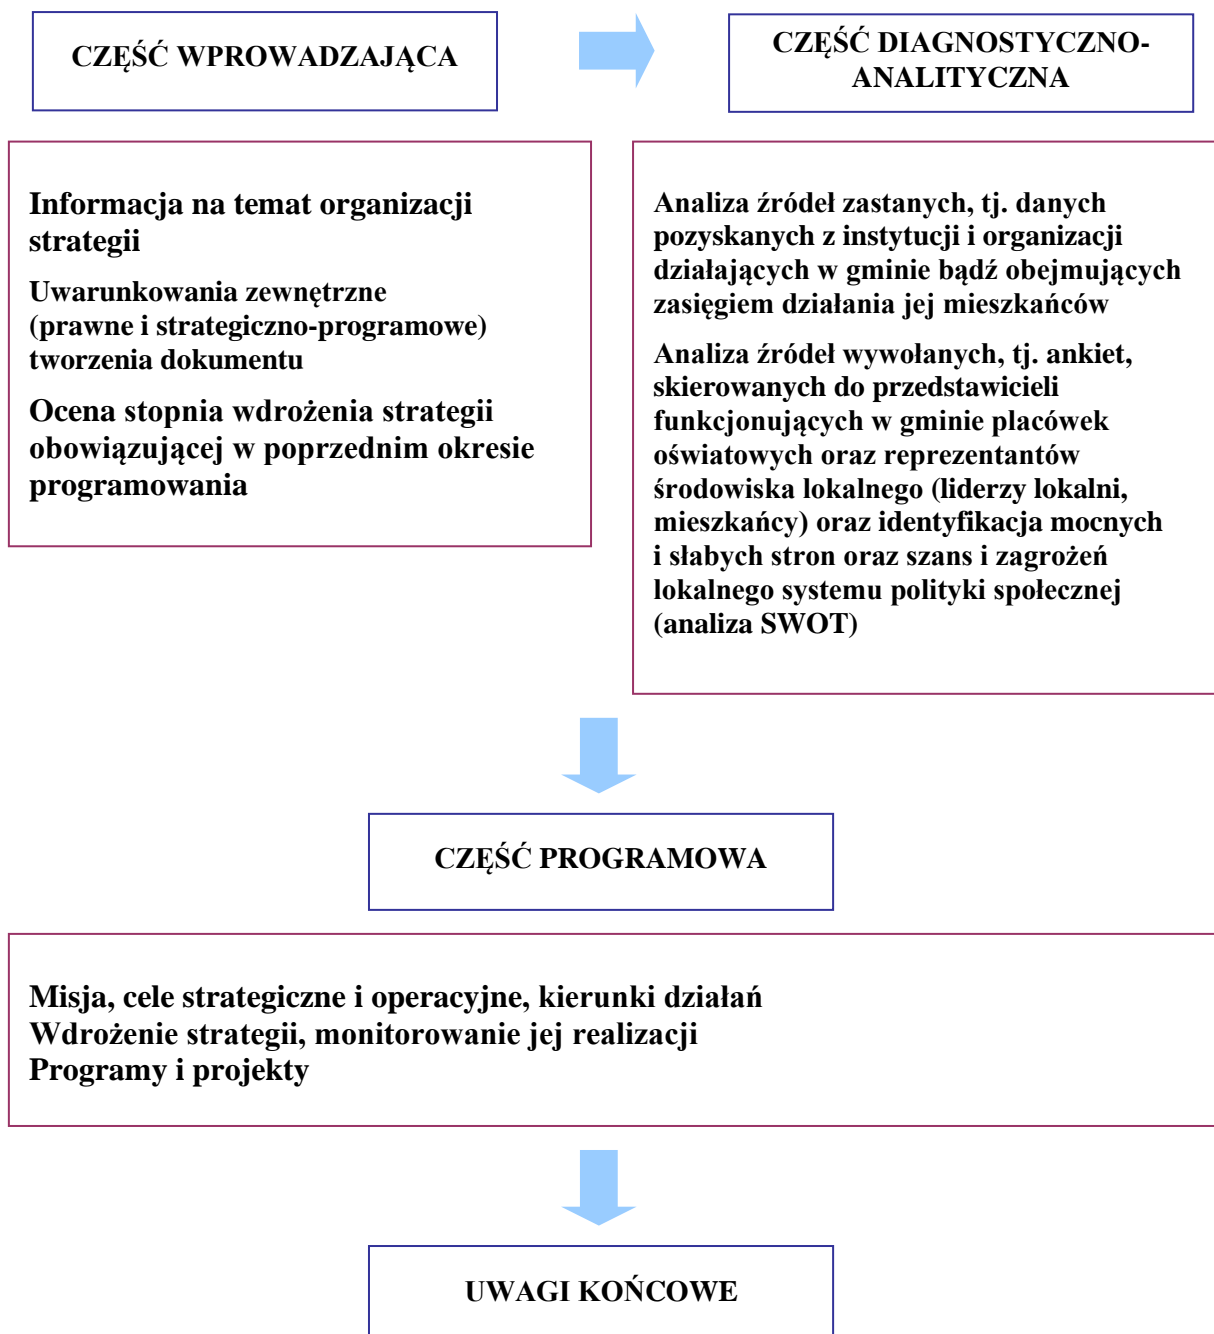 CZĘŚĆ WPROWADZAJĄCA
CZĘŚĆ DIAGNOSTYCZNO-
ANALITYCZNA
Informacja na temat organizacji
strategii
Uwarunkowania zewnętrzne
(prawne i strategiczno-programowe)
tworzenia dokumentu
Ocena stopnia wdrożenia strategii
obowiązującej w poprzednim okresie
programowania
Analiza źródeł zastanych, tj. danych
pozyskanych z instytucji i organizacji
działających w gminie bądź obejmujących
zasięgiem działania jej mieszkańców
Analiza źródeł wywołanych, tj. ankiet,
skierowanych do przedstawicieli
funkcjonujących w gminie placówek
oświatowych oraz reprezentantów
środowiska lokalnego (liderzy lokalni,
mieszkańcy) oraz identyfikacja mocnych
i słabych stron oraz szans i zagrożeń
lokalnego systemu polityki społecznej
(analiza SWOT)
CZĘŚĆ PROGRAMOWA
Misja, cele strategiczne i operacyjne, kierunki działań
Wdrożenie strategii, monitorowanie jej realizacji
Programy i projekty
UWAGI KOŃCOWE